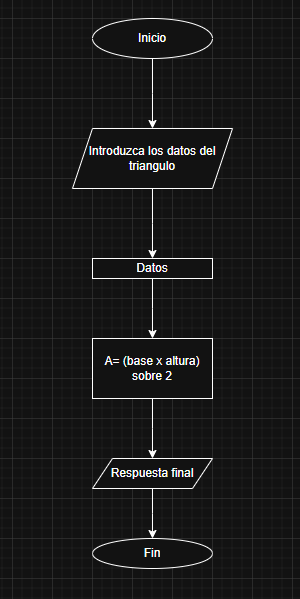 Inicio
Introduzca los datos del
triangulo
Datos
A= (base x altura)
sobre 2
Respuesta final
Fin